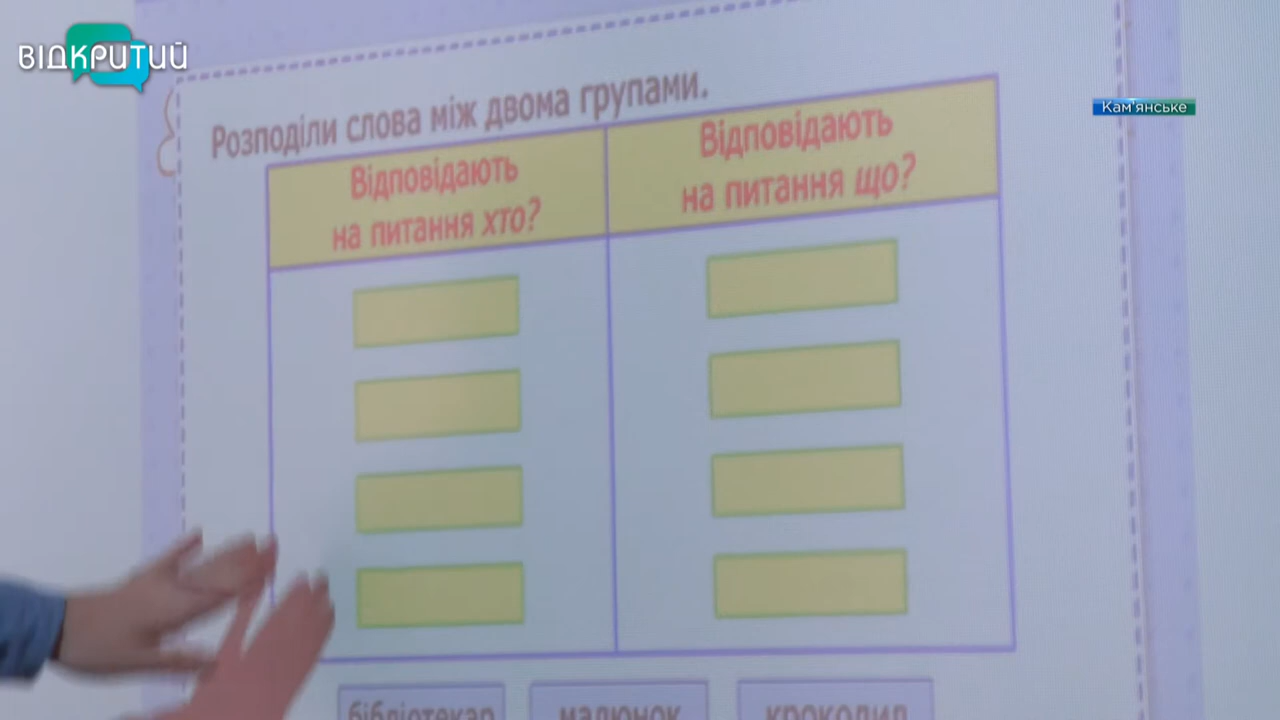 ВІДКРИТИЙ
Кам'янське
Розподіли слова між двома групами.
Відповідають
на питання хто?
Відповідають
на питання що?
бібліотекар
малюнок
крокодил